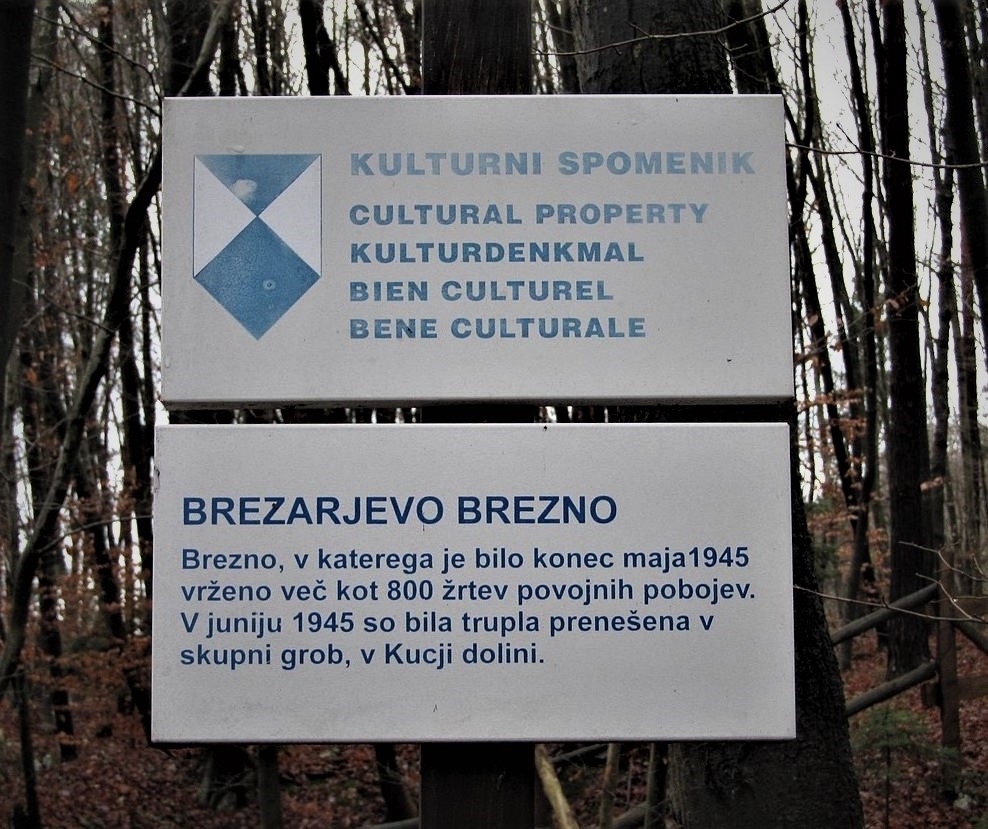 KULTURNI SPOMENIK
CULTURAL PROPERTY
KULTURDENKMAL
BIEN CULTUREL
BENE CULTURALE
BREZARJEVO BREZNO
Brezno, v katerega je bilo konec maja1945
vrženo več kot 800 žrtev povojnih pobojev.
V juniju 1945 so bila trupla prenešena v
skupni grob, v Kucji dolini.